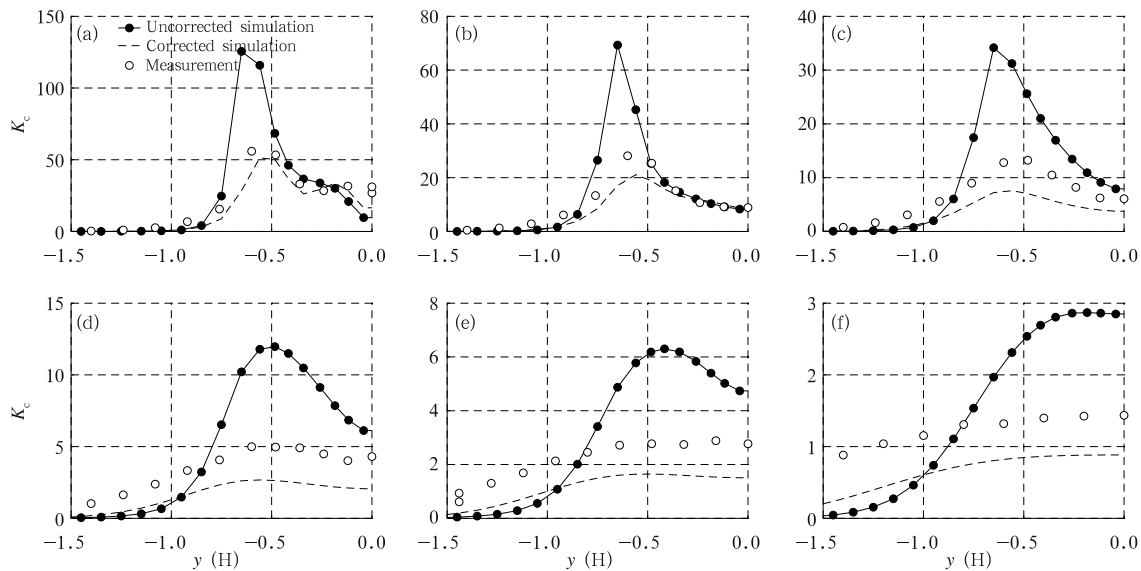 (a)
Uncorrected simulation
Corrected simulation
Measurement
K_c
150
100
50
0
−1.5 −1.0 −0.5 0.0
(b)
80
60
40
20
0
−1.5 −1.0 −0.5 0.0
(c)
40
30
20
10
0
−1.5 −1.0 −0.5 0.0
(d)
K_c
15
10
5
0
−1.5 −1.0 −0.5 0.0
y (H)
(e)
8
6
4
2
0
−1.5 −1.0 −0.5 0.0
y (H)
(f)
3
2
1
0
−1.5 −1.0 −0.5 0.0
y (H)